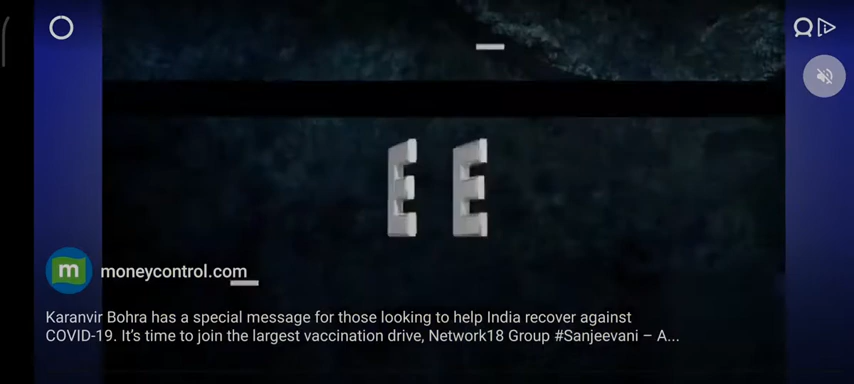 E E
m moneycontrol.com
Karanvir Bohra has a special message for those looking to help India recover against
COVID-19. It's time to join the largest vaccination drive, Network18 Group #Sanjeevani – A...